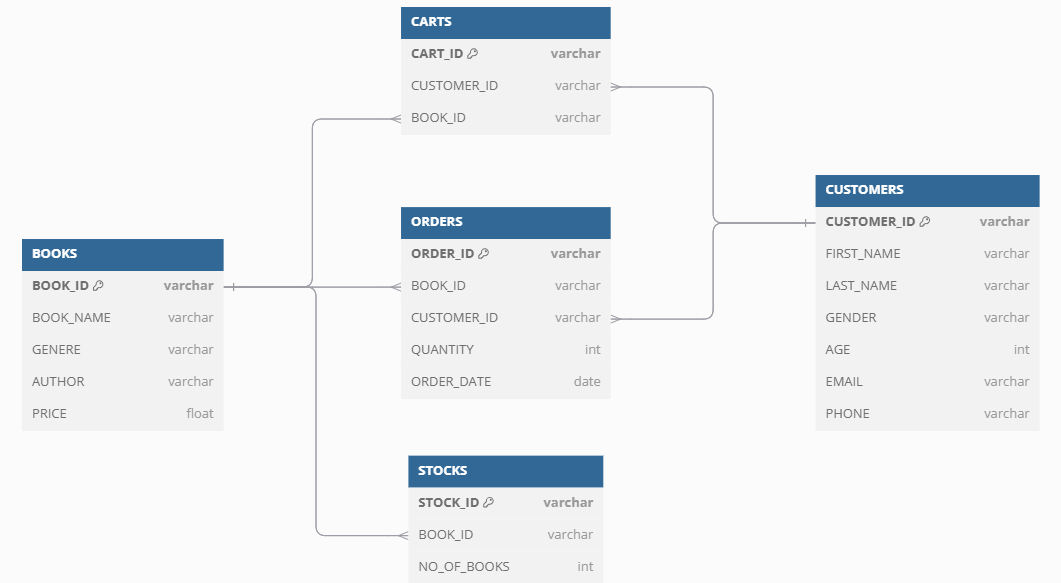 CARTS
CART_ID varchar
CUSTOMER_ID varchar
BOOK_ID varchar
ORDERS
ORDER_ID varchar
BOOK_ID varchar
CUSTOMER_ID varchar
QUANTITY int
ORDER_DATE date
BOOKS
BOOK_ID varchar
BOOK_NAME varchar
GENERE varchar
AUTHOR varchar
PRICE float
CUSTOMERS
CUSTOMER_ID varchar
FIRST_NAME varchar
LAST_NAME varchar
GENDER varchar
AGE int
EMAIL varchar
PHONE varchar
STOCKS
STOCK_ID varchar
BOOK_ID varchar
NO_OF_BOOKS int